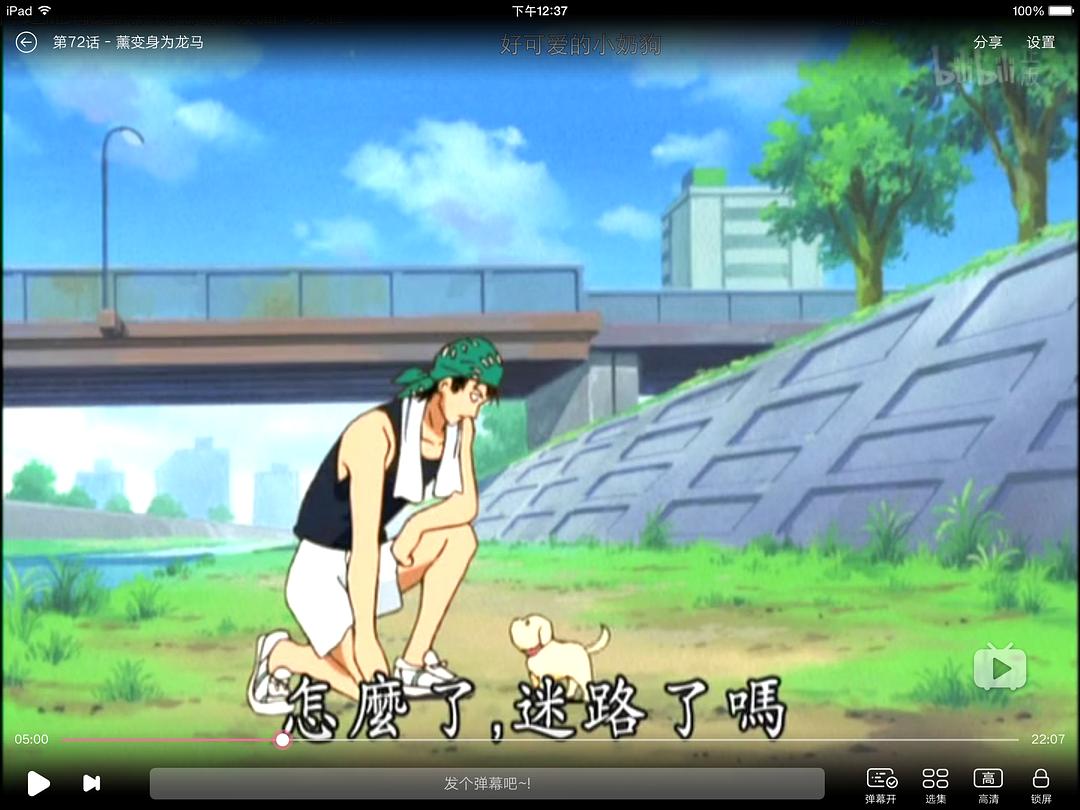 iPad
下午12:37
100%
第72话 - 薰变身为龙马
好可爱的小奶狗
分享
设置
bilibili
怎麼了,迷路了嗎
05:00
22:07
发个弹幕吧~!
弹幕开
选集
高
高清
锁屏